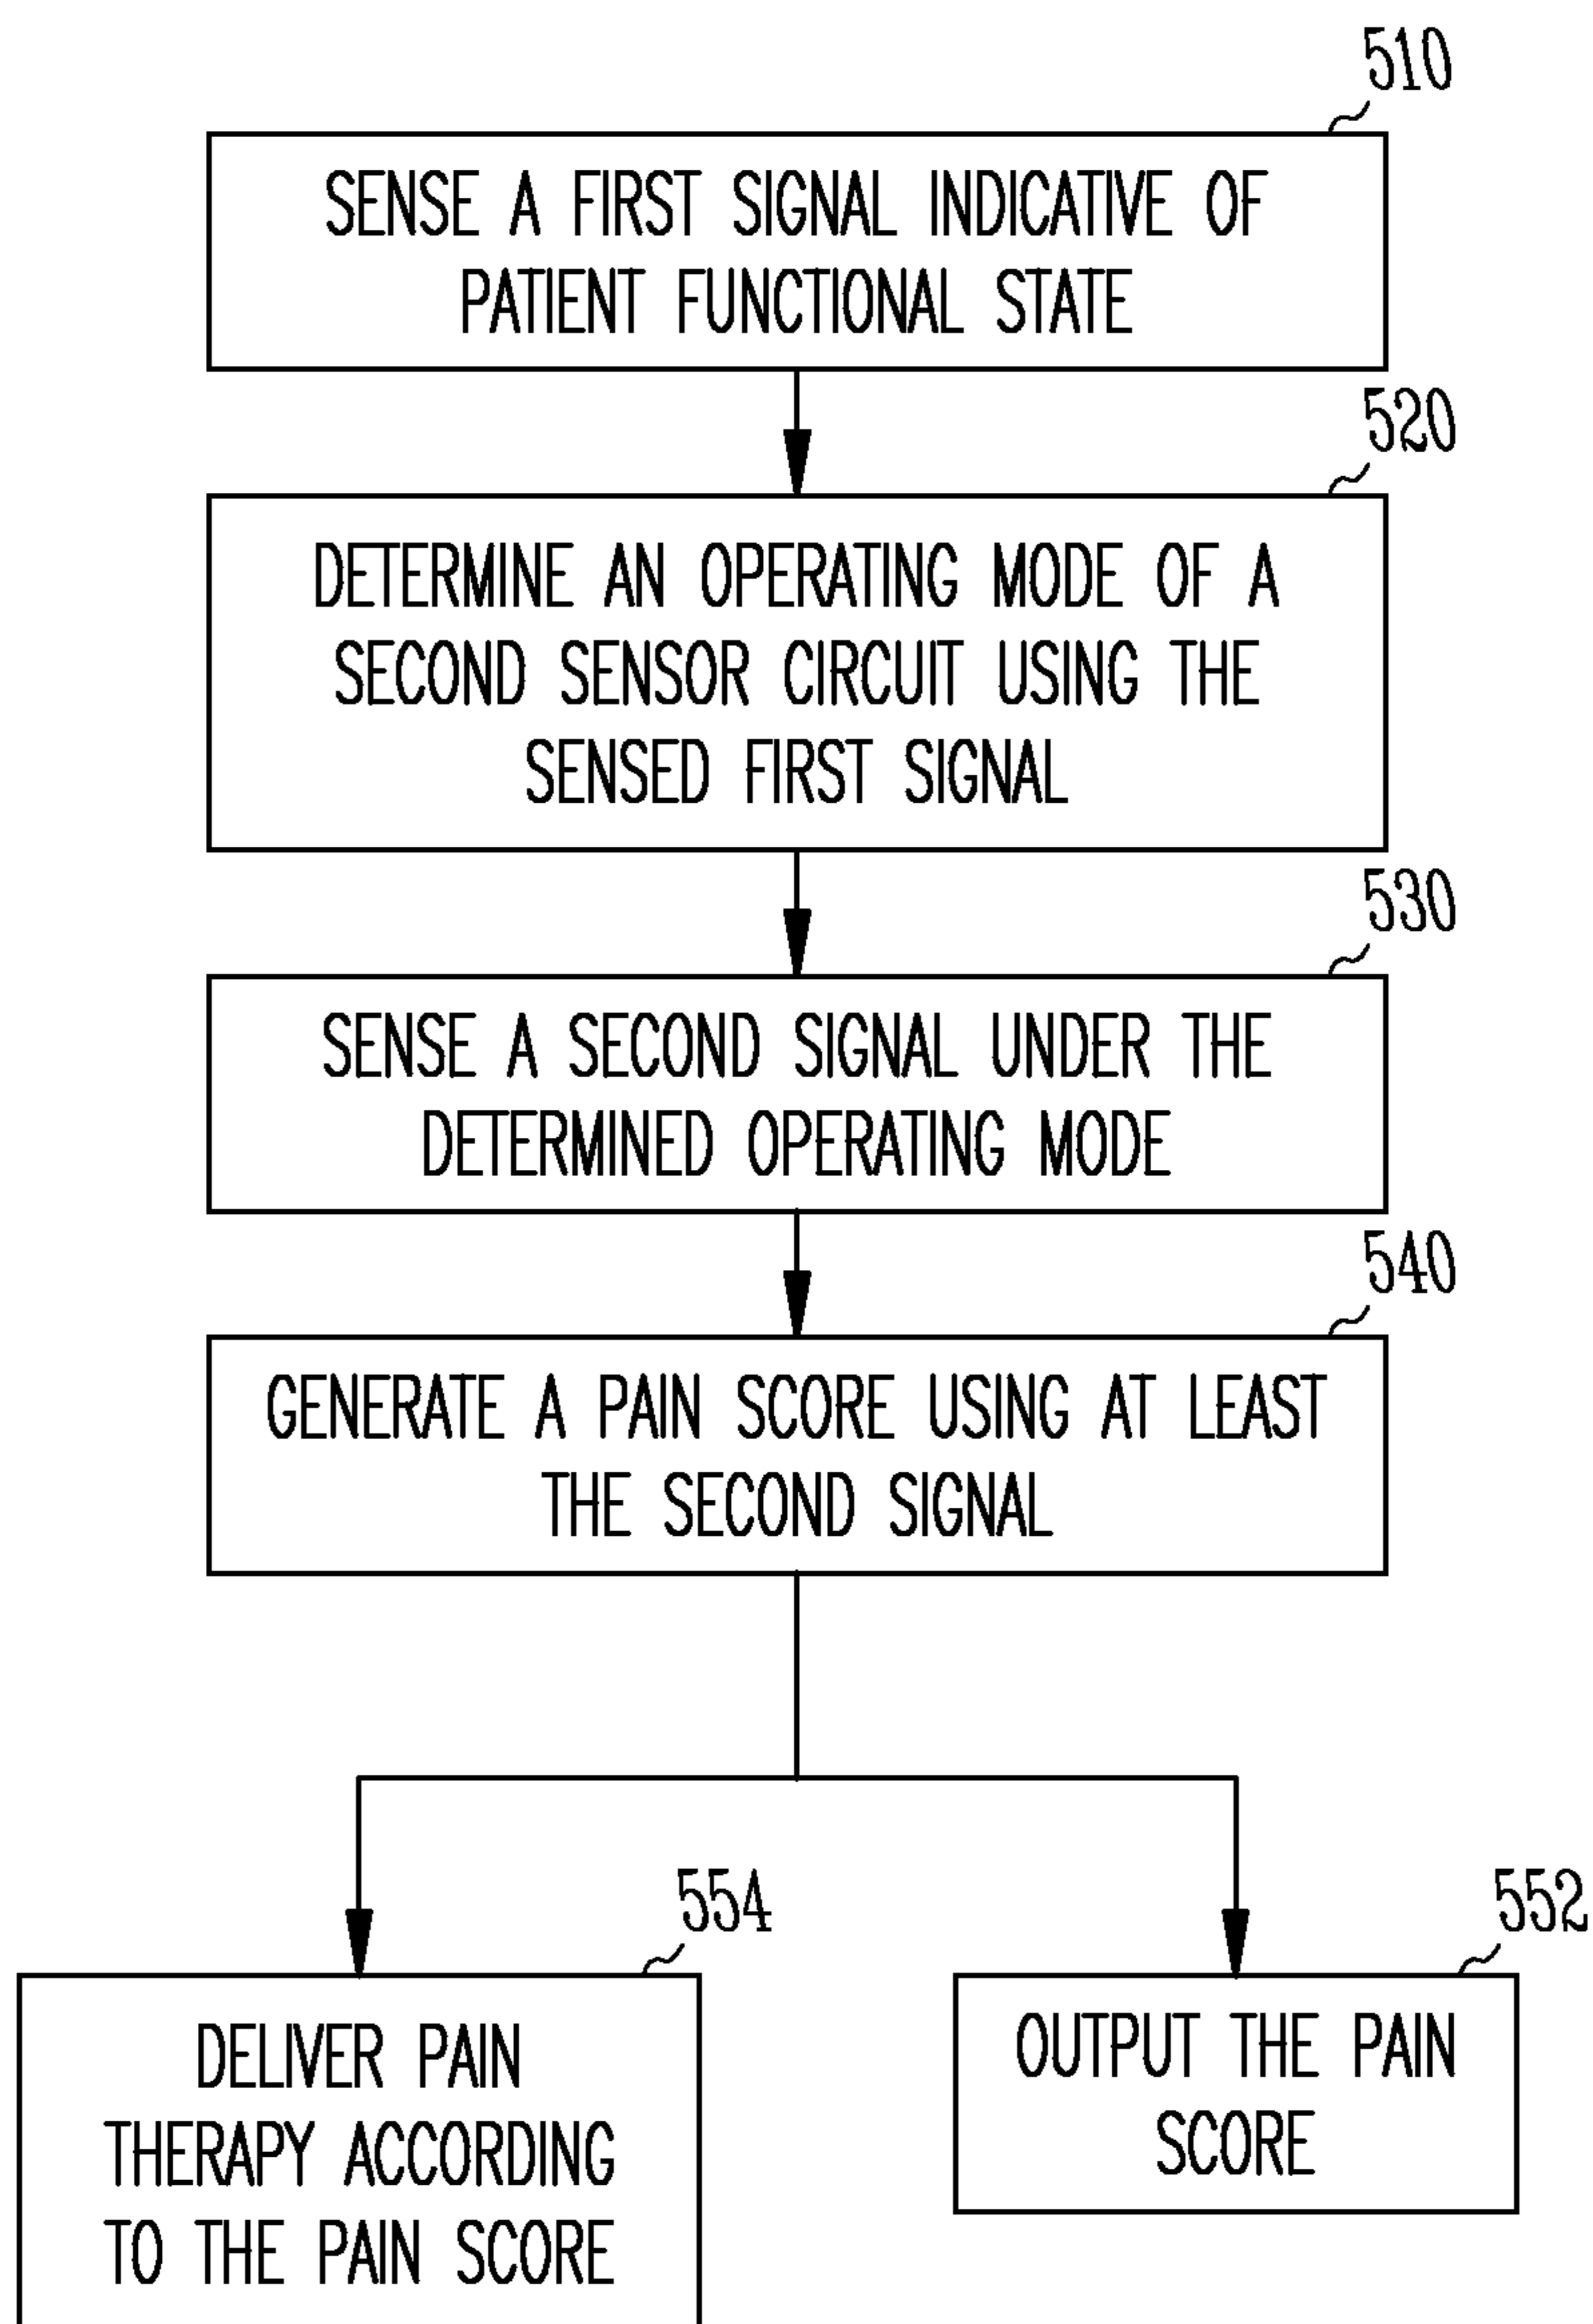 510
SENSE A FIRST SIGNAL INDICATIVE OF
PATIENT FUNCTIONAL STATE
520
DETERMINE AN OPERATING MODE OF A
SECOND SENSOR CIRCUIT USING THE
SENSED FIRST SIGNAL
530
SENSE A SECOND SIGNAL UNDER THE
DETERMINED OPERATING MODE
540
GENERATE A PAIN SCORE USING AT LEAST
THE SECOND SIGNAL
554
DELIVER PAIN
THERAPY ACCORDING
TO THE PAIN SCORE
552
OUTPUT THE PAIN
SCORE